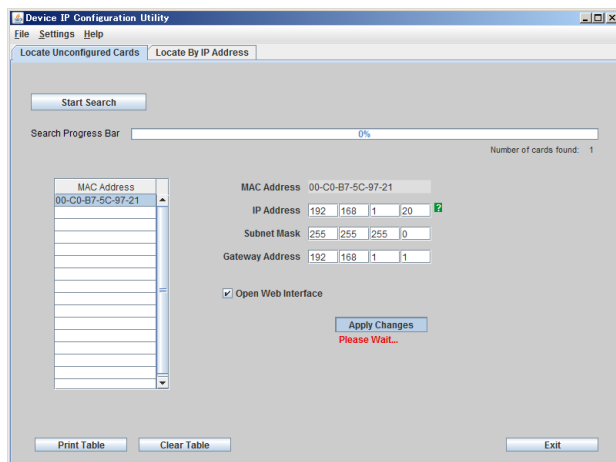 Device IP Configuration Utility
File Settings Help
Locate Unconfigured Cards Locate By IP Address
Start Search
Search Progress Bar 0%
Number of cards found: 1
MAC Address
00-C0-B7-5C-97-21
MAC Address 00-C0-B7-5C-97-21
IP Address 192 168 1 20 ?
Subnet Mask 255 255 255 0
Gateway Address 192 168 1 1
Open Web Interface
Apply Changes
Please Wait...
Print Table Clear Table Exit